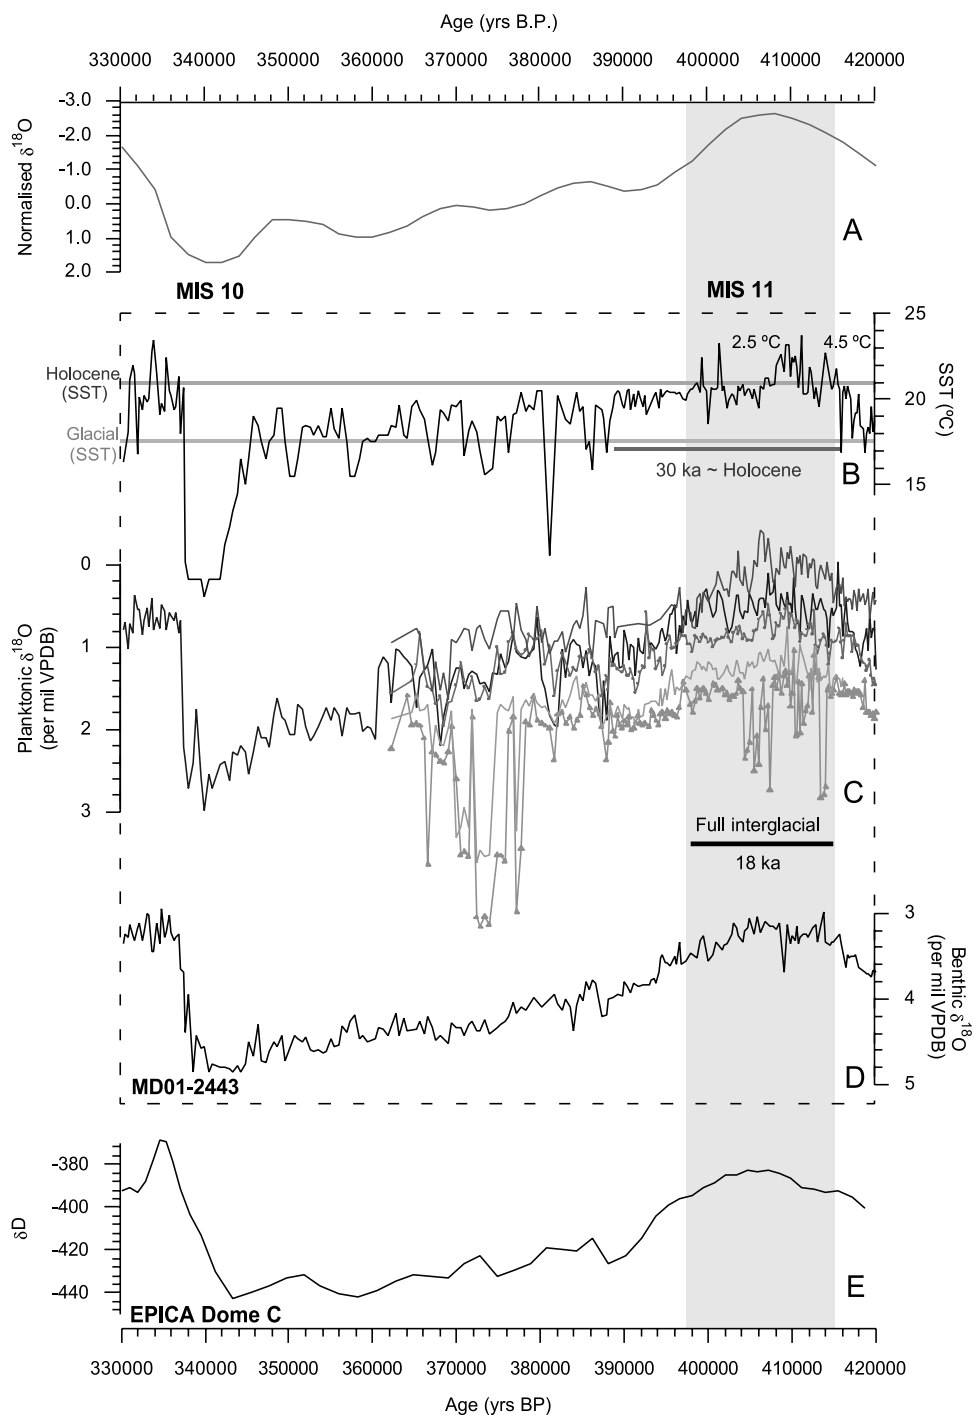 Age (yrs B.P.)
330000 340000 350000 360000 370000 380000 390000 400000 410000 420000
-3.0
-2.0
-1.0
0.0
1.0
2.0
Normalised δ¹⁸O
A
MIS 10
MIS 11
25
20
15
SST (ºC)
2.5 ºC
4.5 ºC
Holocene
(SST)
Glacial
(SST)
30 ka ~ Holocene
B
0
1
2
3
Planktonic δ¹⁸O
(per mil VPDB)
C
Full interglacial
18 ka
3
4
5
Benthic δ¹⁸O
(per mil VPDB)
D
MD01-2443
-380
-400
-420
-440
δD
E
EPICA Dome C
330000 340000 350000 360000 370000 380000 390000 400000 410000 420000
Age (yrs BP)